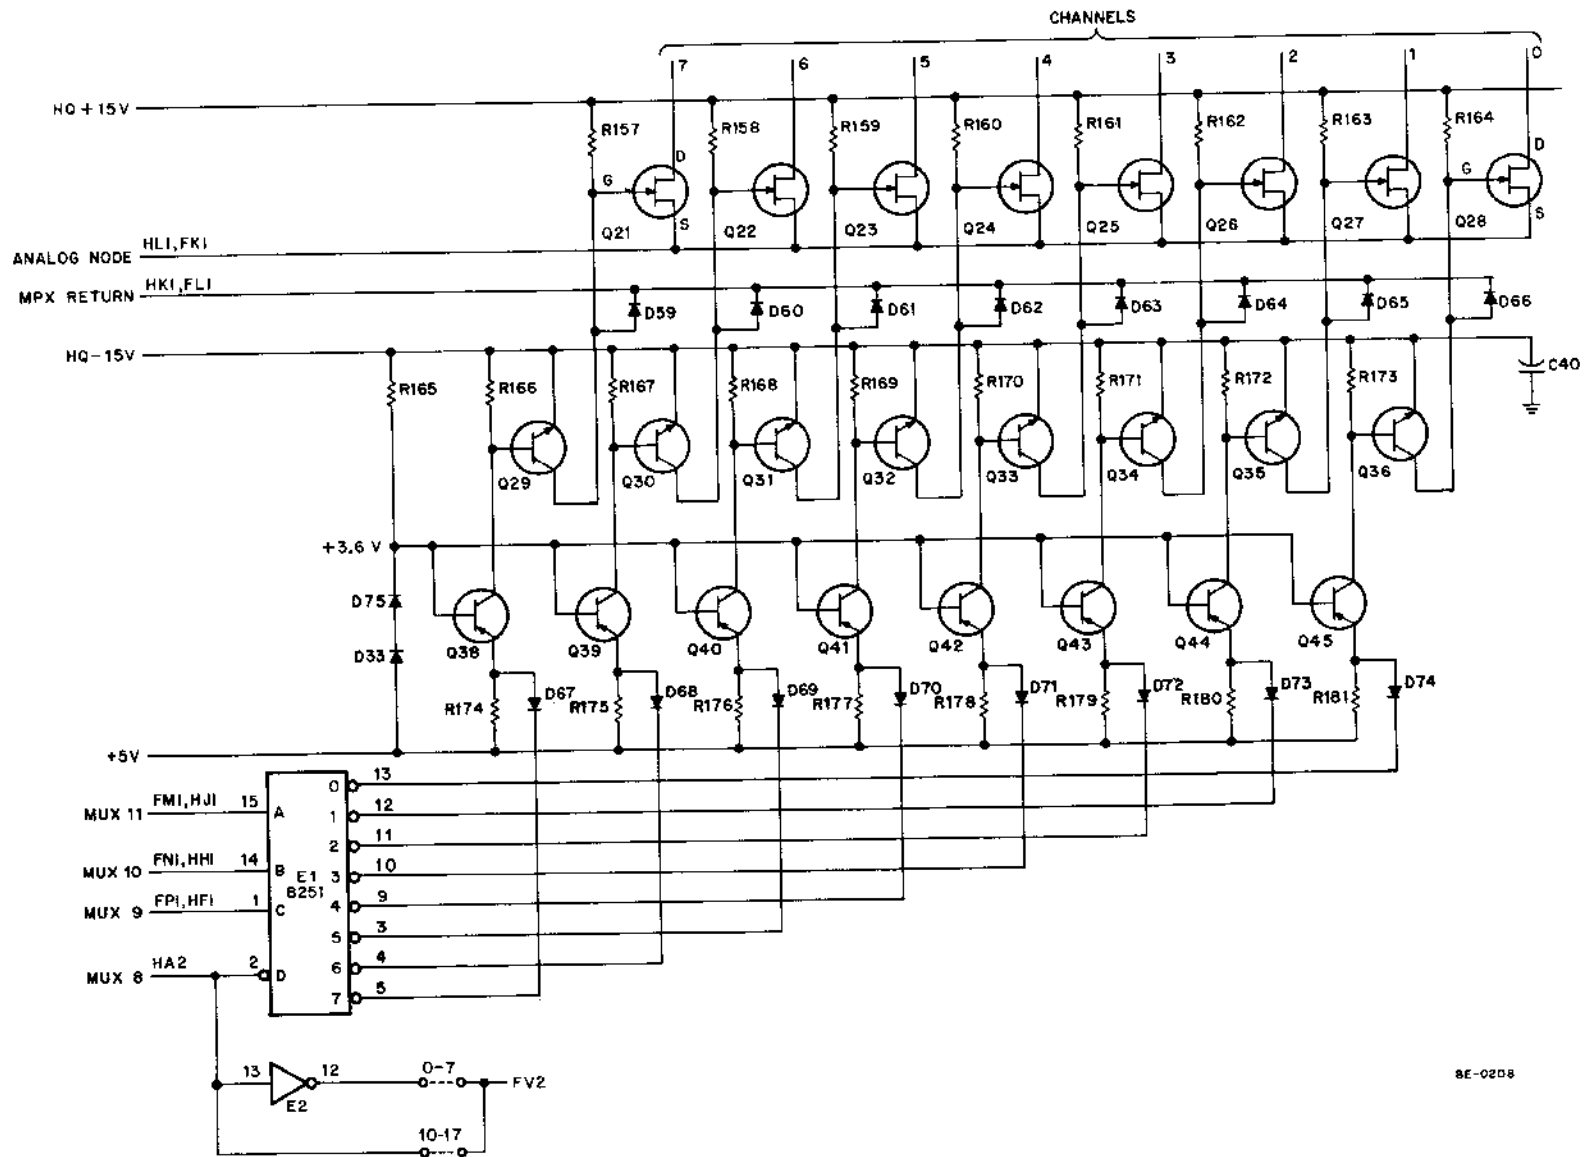 CHANNELS
7 6 5 4 3 2 1 0
HQ+15V
R157 R158 R159 R160 R161 R162 R163 R164
D D
G G
S S
Q21 Q22 Q23 Q24 Q25 Q26 Q27 Q28
ANALOG NODE HL1,FK1
MPX RETURN HK1,FL1
D59 D60 D61 D62 D63 D64 D65 D66
HQ-15V
R165 R166 R167 R168 R169 R170 R171 R172 R173 C40
Q29 Q30 Q31 Q32 Q33 Q34 Q35 Q36
+3.6 V
D75
D33 Q38 Q39 Q40 Q41 Q42 Q43 Q44 Q45
R174 D67 R175 D68 R176 D69 R177 D70 R178 D71 R179 D72 R180 D73 R181 D74
+5V
0 13
MUX 11 FM1,HJ1 15 A 1 12
2 11
MUX 10 FN1,HH1 14 B 3 10
E1
8251
MUX 9 FP1,HF1 1 C 4 9
5 3
MUX 8 HA2 2 D 6 4
7 5
13 12 0-7 FV2
E2
10-17
8E-0208